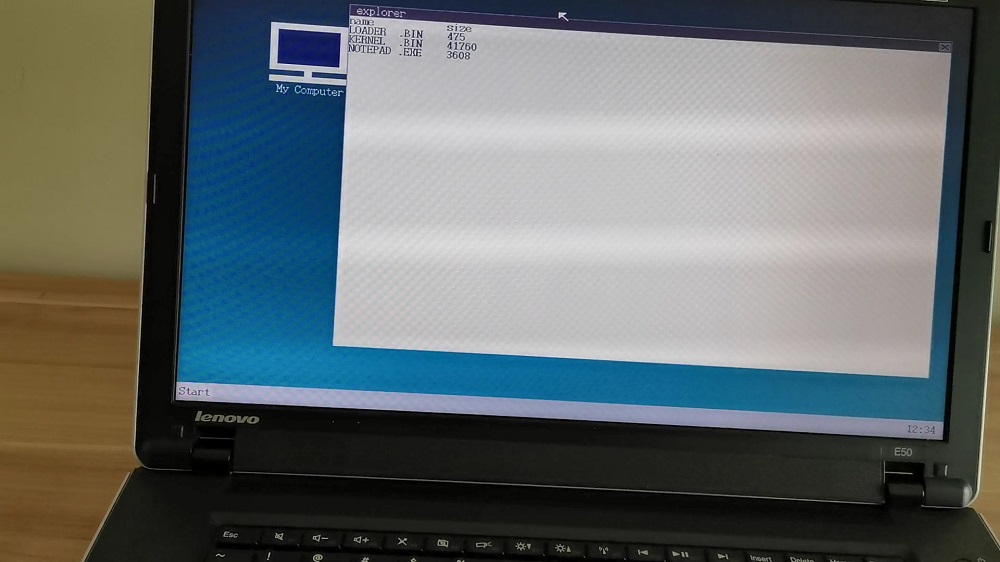 explorer
name size
LOADER .BIN 475
KERNEL .BIN 41760
NOTEPAD .EXE 3608
My Computer
Start
12:34
lenovo
E50
Esc
Insert Delete
~ ! @ #